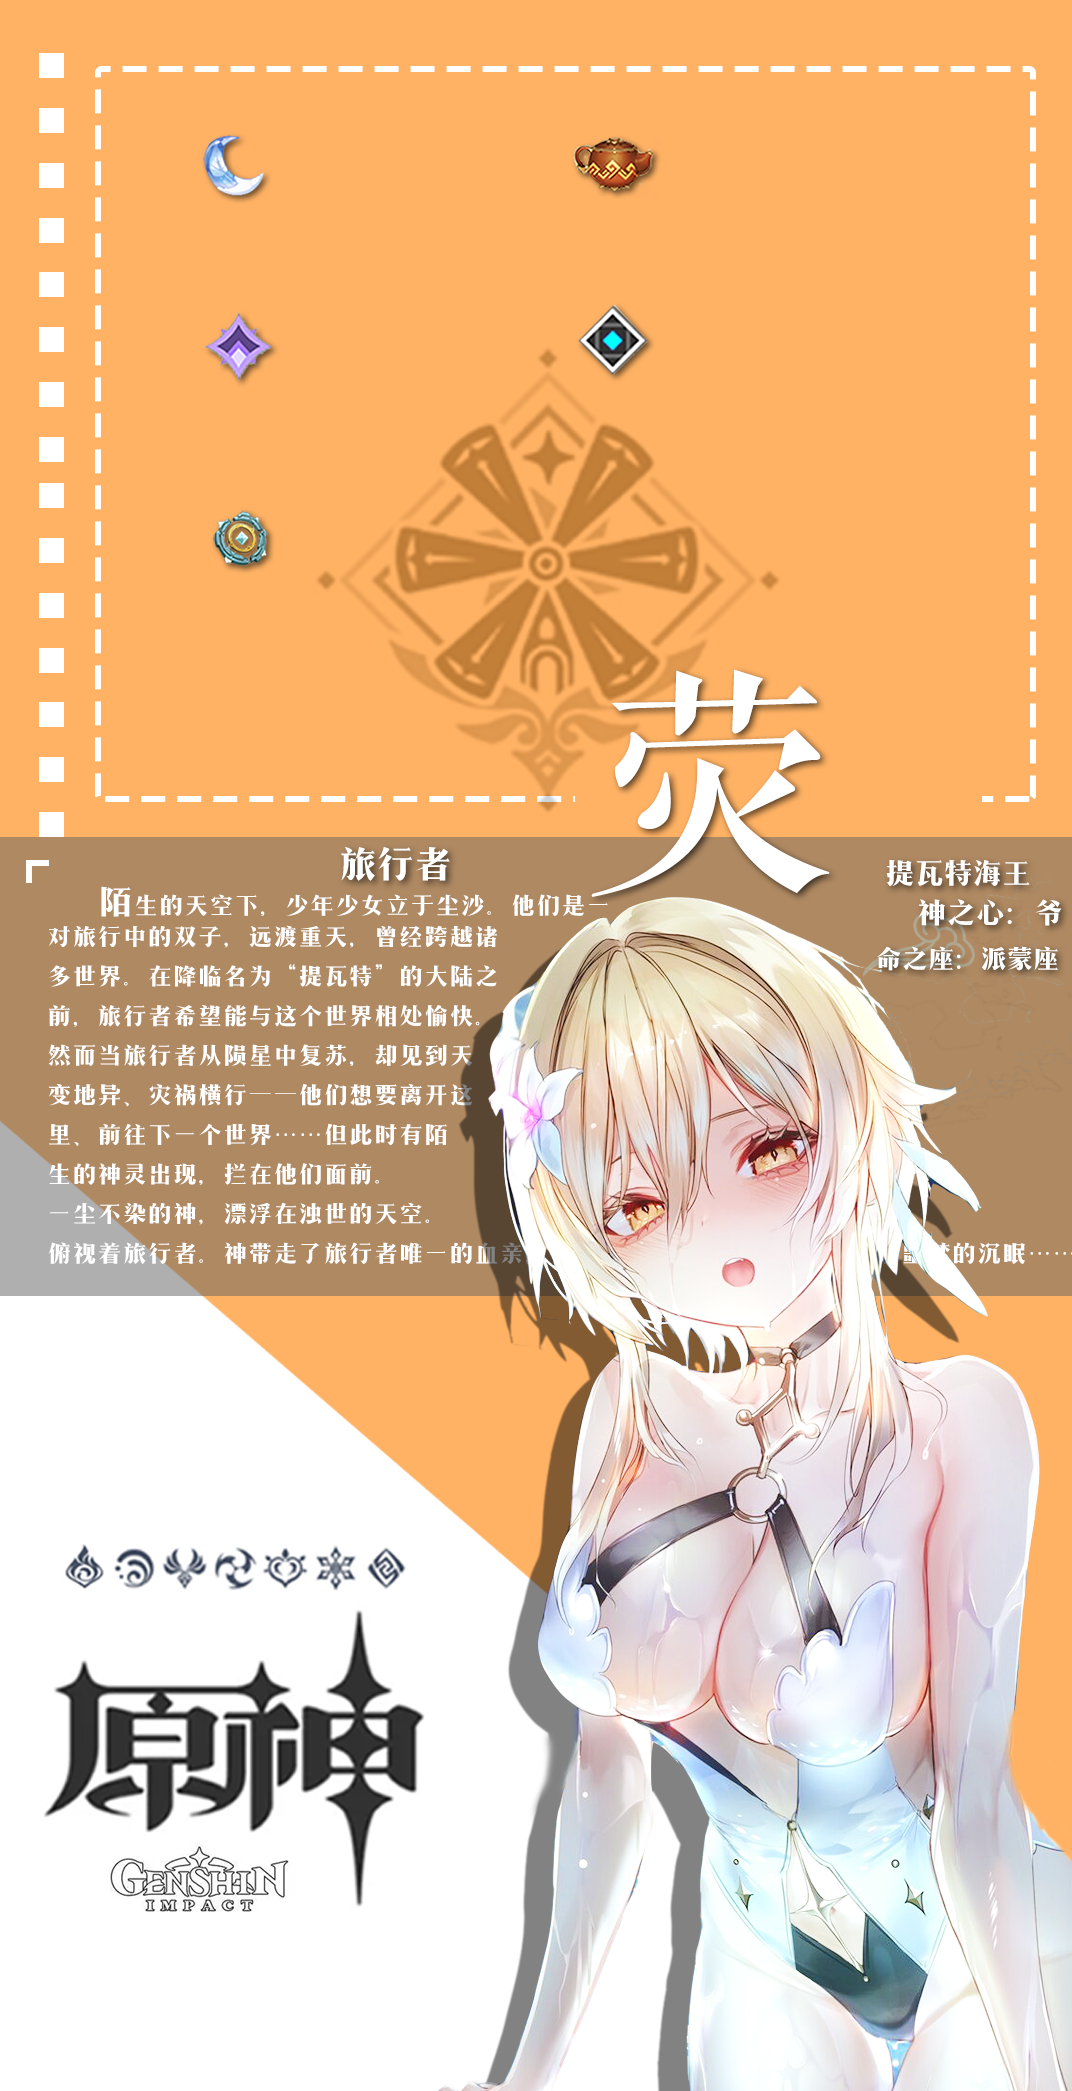 荧
旅行者
陌生的天空下，少年少女立于尘沙。他们是一
对旅行中的双子，远渡重天，曾经跨越诸
多世界。在降临名为“提瓦特”的大陆之
前，旅行者希望能与这个世界相处愉快。
然而当旅行者从陨星中复苏，却见到天
变地异、灾祸横行——他们想要离开这
里、前往下一个世界……但此时有陌
生的神灵出现，拦在他们面前。
一尘不染的神，漂浮在浊世的天空。
俯视着旅行者。神带走了旅行者唯一的血亲
的沉眠……
提瓦特海王
神之心：爷
命之座：派蒙座
原神
GENSHIN
IMPACT